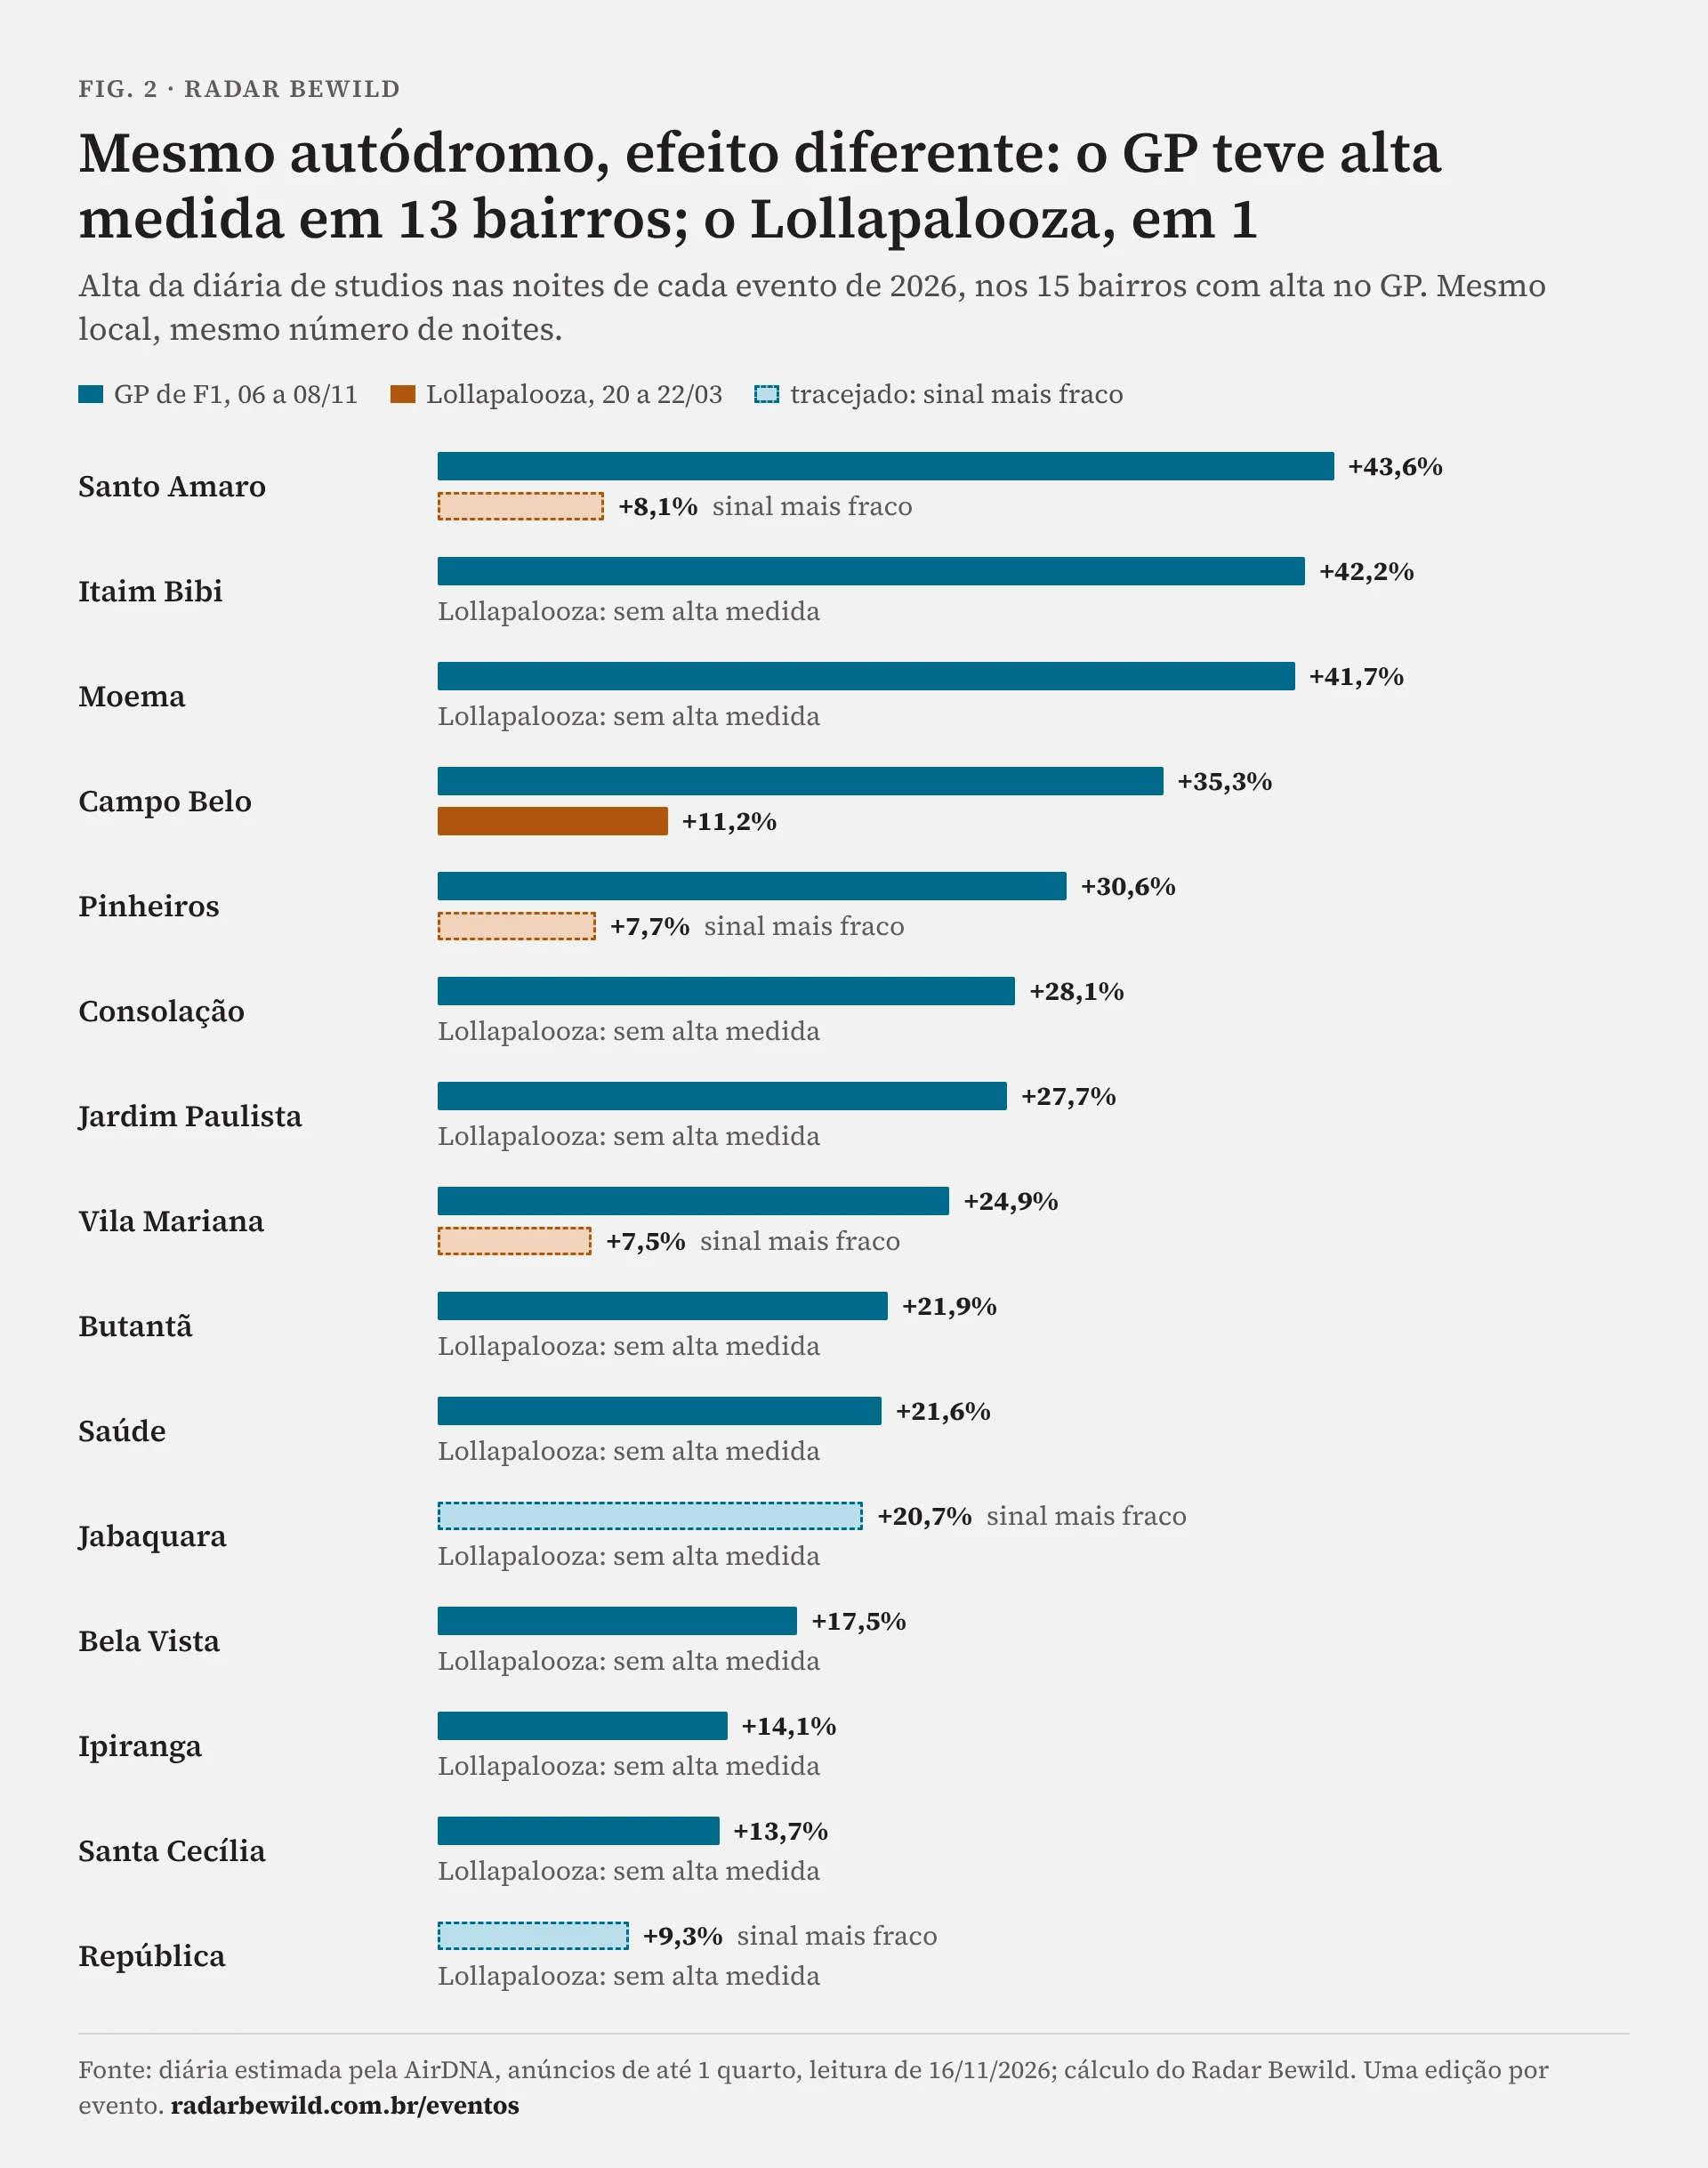 FIG. 2 · RADAR BEWILD
Mesmo autódromo, efeito diferente: o GP teve alta
medida em 13 bairros; o Lollapalooza, em 1
Alta da diária de studios nas noites de cada evento de 2026, nos 15 bairros com alta no GP. Mesmo
local, mesmo número de noites.
GP de F1, 06 a 08/11 Lollapalooza, 20 a 22/03 tracejado: sinal mais fraco
Santo Amaro
+43,6%
+8,1% sinal mais fraco
Itaim Bibi
+42,2%
Lollapalooza: sem alta medida
Moema
+41,7%
Lollapalooza: sem alta medida
Campo Belo
+35,3%
+11,2%
Pinheiros
+30,6%
+7,7% sinal mais fraco
Consolação
+28,1%
Lollapalooza: sem alta medida
Jardim Paulista
+27,7%
Lollapalooza: sem alta medida
Vila Mariana
+24,9%
+7,5% sinal mais fraco
Butantã
+21,9%
Lollapalooza: sem alta medida
Saúde
+21,6%
Lollapalooza: sem alta medida
Jabaquara
+20,7% sinal mais fraco
Lollapalooza: sem alta medida
Bela Vista
+17,5%
Lollapalooza: sem alta medida
Ipiranga
+14,1%
Lollapalooza: sem alta medida
Santa Cecília
+13,7%
Lollapalooza: sem alta medida
República
+9,3% sinal mais fraco
Lollapalooza: sem alta medida
Fonte: diária estimada pela AirDNA, anúncios de até 1 quarto, leitura de 16/11/2026; cálculo do Radar Bewild. Uma edição por
evento. radarbewild.com.br/eventos